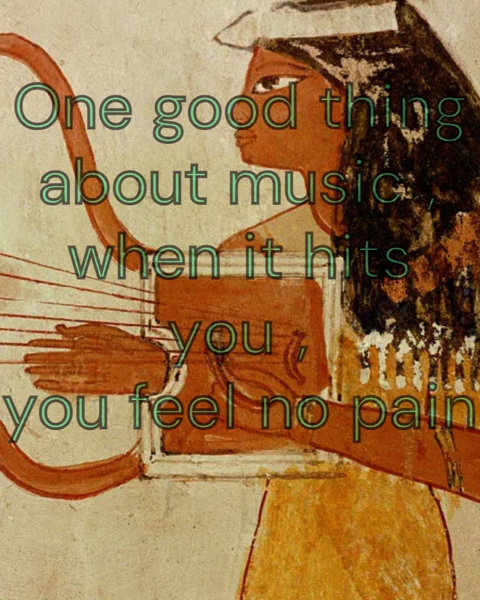 One good thing
about music ,
when it hits
you ,
you feel no pain